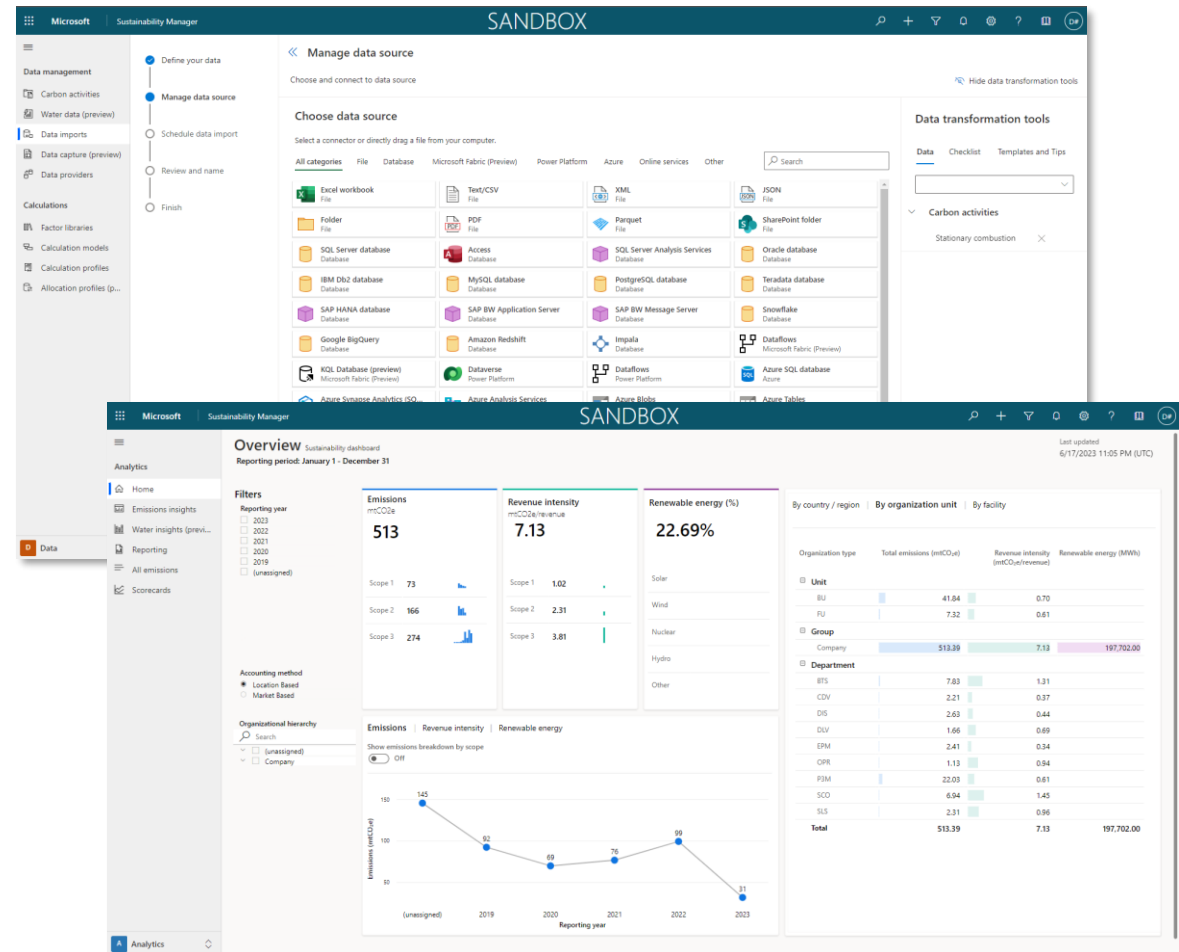 Microsoft Sustainability Manager SANDBOX D#
Data management
Carbon activities
Water data (preview)
Data imports
Data capture (preview)
Data providers
Calculations
Factor libraries
Calculation models
Calculation profiles
Allocation profiles (p...
D Data
Define your data
Manage data source
Schedule data import
Review and name
Finish
Manage data source
Choose and connect to data source
Hide data transformation tools
Choose data source
Select a connector or directly drag a file from your computer.
All categories File Database Microsoft Fabric (Preview) Power Platform Azure Online services Other Search
Excel workbook Text/CSV XML JSON
File File File File
Folder PDF Parquet SharePoint folder
File File File File
SQL Server database Access SQL Server Analysis Services Oracle database
Database Database Database Database
IBM Db2 database MySQL database PostgreSQL database Teradata database
Database Database Database Database
SAP HANA database SAP BW Application Server SAP BW Message Server Snowflake
Database Database Database Database
Google BigQuery Amazon Redshift Impala Dataflows
Database Database Database Microsoft Fabric (Preview)
KQL Database (preview) Dataverse Dataflows Azure SQL database
Microsoft Fabric (Preview) Power Platform Power Platform Azure
Azure Synapse Analytics (SQ... Azure Analysis Services Azure Blobs Azure Tables
Data transformation tools
Data Checklist Templates and Tips
Carbon activities
Stationary combustion
Microsoft Sustainability Manager SANDBOX D#
Analytics
Home
Emissions insights
Water insights (previ...
Reporting
All emissions
Scorecards
A Analytics
Overview Sustainability dashboard
Reporting period: January 1 - December 31
Last updated
6/17/2023 11:05 PM (UTC)
Filters
Reporting year
2023
2022
2021
2020
2019
(unassigned)
Accounting method
Location Based
Market Based
Organizational hierarchy
Search
(unassigned)
Company
Emissions
mtCO2e
513
Scope 1 73
Scope 2 166
Scope 3 274
Revenue intensity
mtCO2e/revenue
7.13
Scope 1 1.02
Scope 2 2.31
Scope 3 3.81
Renewable energy (%)
22.69%
Solar
Wind
Nuclear
Hydro
Other
Emissions Revenue intensity Renewable energy
Show emissions breakdown by scope
Off
Emissions (mtCO₂e)
150
100
50
145
92
69
76
99
31
(unassigned) 2019 2020 2021 2022 2023
Reporting year
By country / region By organization unit By facility
Organization type Total emissions (mtCO₂e) Revenue intensity (mtCO₂e/revenue) Renewable energy (MWh)
Unit
BU 41.84 0.70
FU 7.32 0.61
Group
Company 513.39 7.13 197,702.00
Department
BTS 7.83 1.31
CDV 2.21 0.37
DIS 2.63 0.44
DLV 1.66 0.69
EPM 2.41 0.34
OPR 1.13 0.94
P3M 22.03 0.61
SCO 6.94 1.45
SLS 2.31 0.96
Total 513.39 7.13 197,702.00